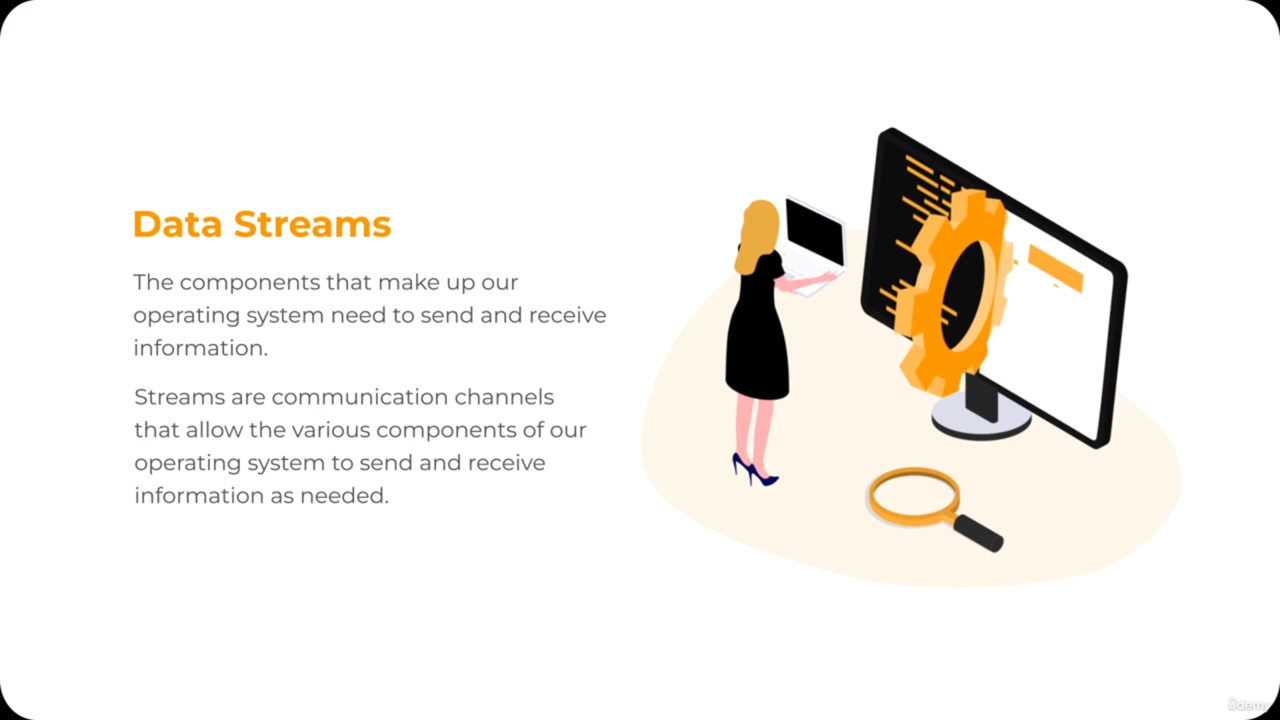 Data Streams
The components that make up our
operating system need to send and receive
information.
Streams are communication channels
that allow the various components of our
operating system to send and receive
information as needed.
ûdemy